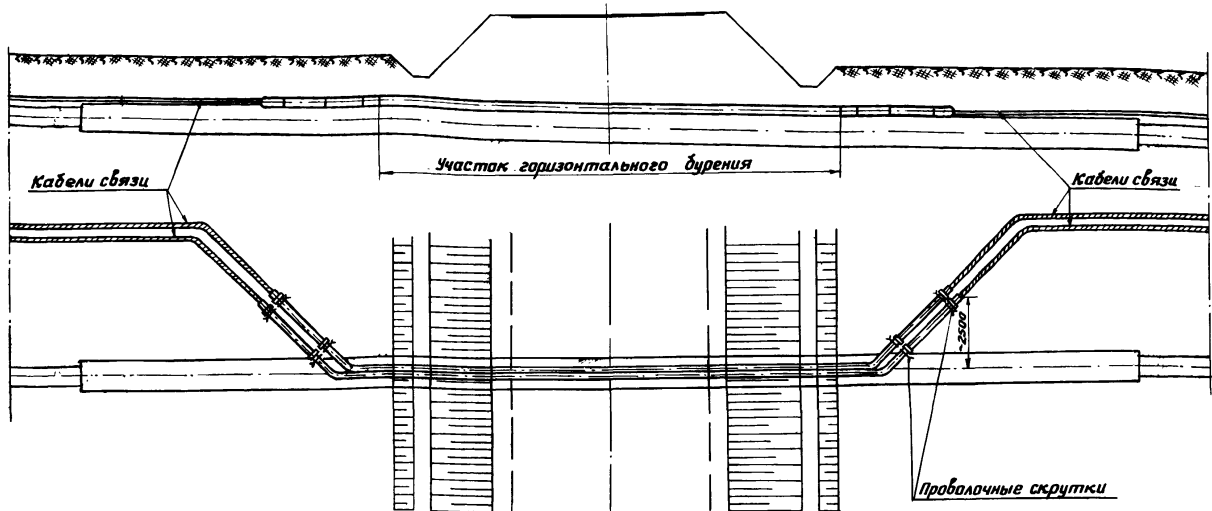 Участок горизонтального бурения
Кабели связи
Кабели связи
~2500
Проволочные скрутки